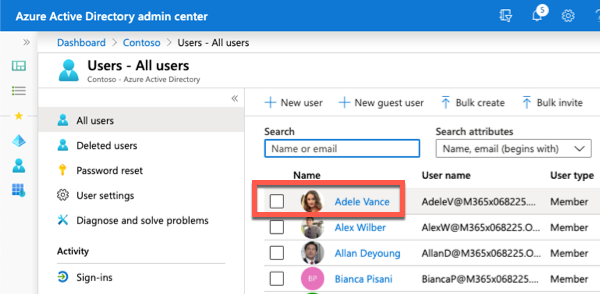 Azure Active Directory admin center
5
Dashboard > Contoso > Users - All users
»
Users - All users
Contoso - Azure Active Directory
«
All users
Deleted users
Password reset
User settings
Diagnose and solve problems
Activity
Sign-ins
+ New user + New guest user Bulk create Bulk invite
Search Search attributes
Name or email Name, email (begins with)
Name User name User type
Adele Vance AdeleV@M365x068225.... Member
Alex Wilber AlexW@M365x068225.O... Member
Allan Deyoung AllanD@M365x068225.... Member
BP Bianca Pisani BiancaP@M365x068225.... Member